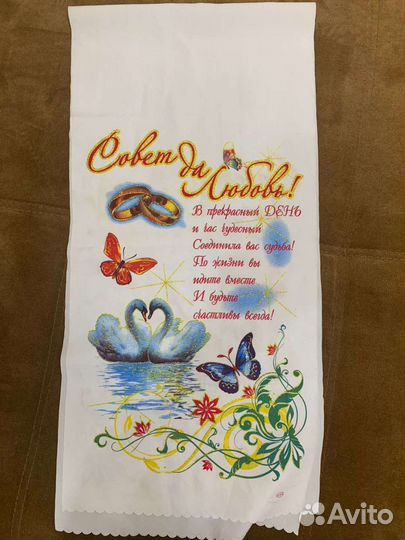 Совет да
Любовь!
В прекрасный ДЕНЬ
и час чудесный
Соединила вас судьба!
По жизни вы
идите вместе
И будьте
счастливы всегда!
Avito